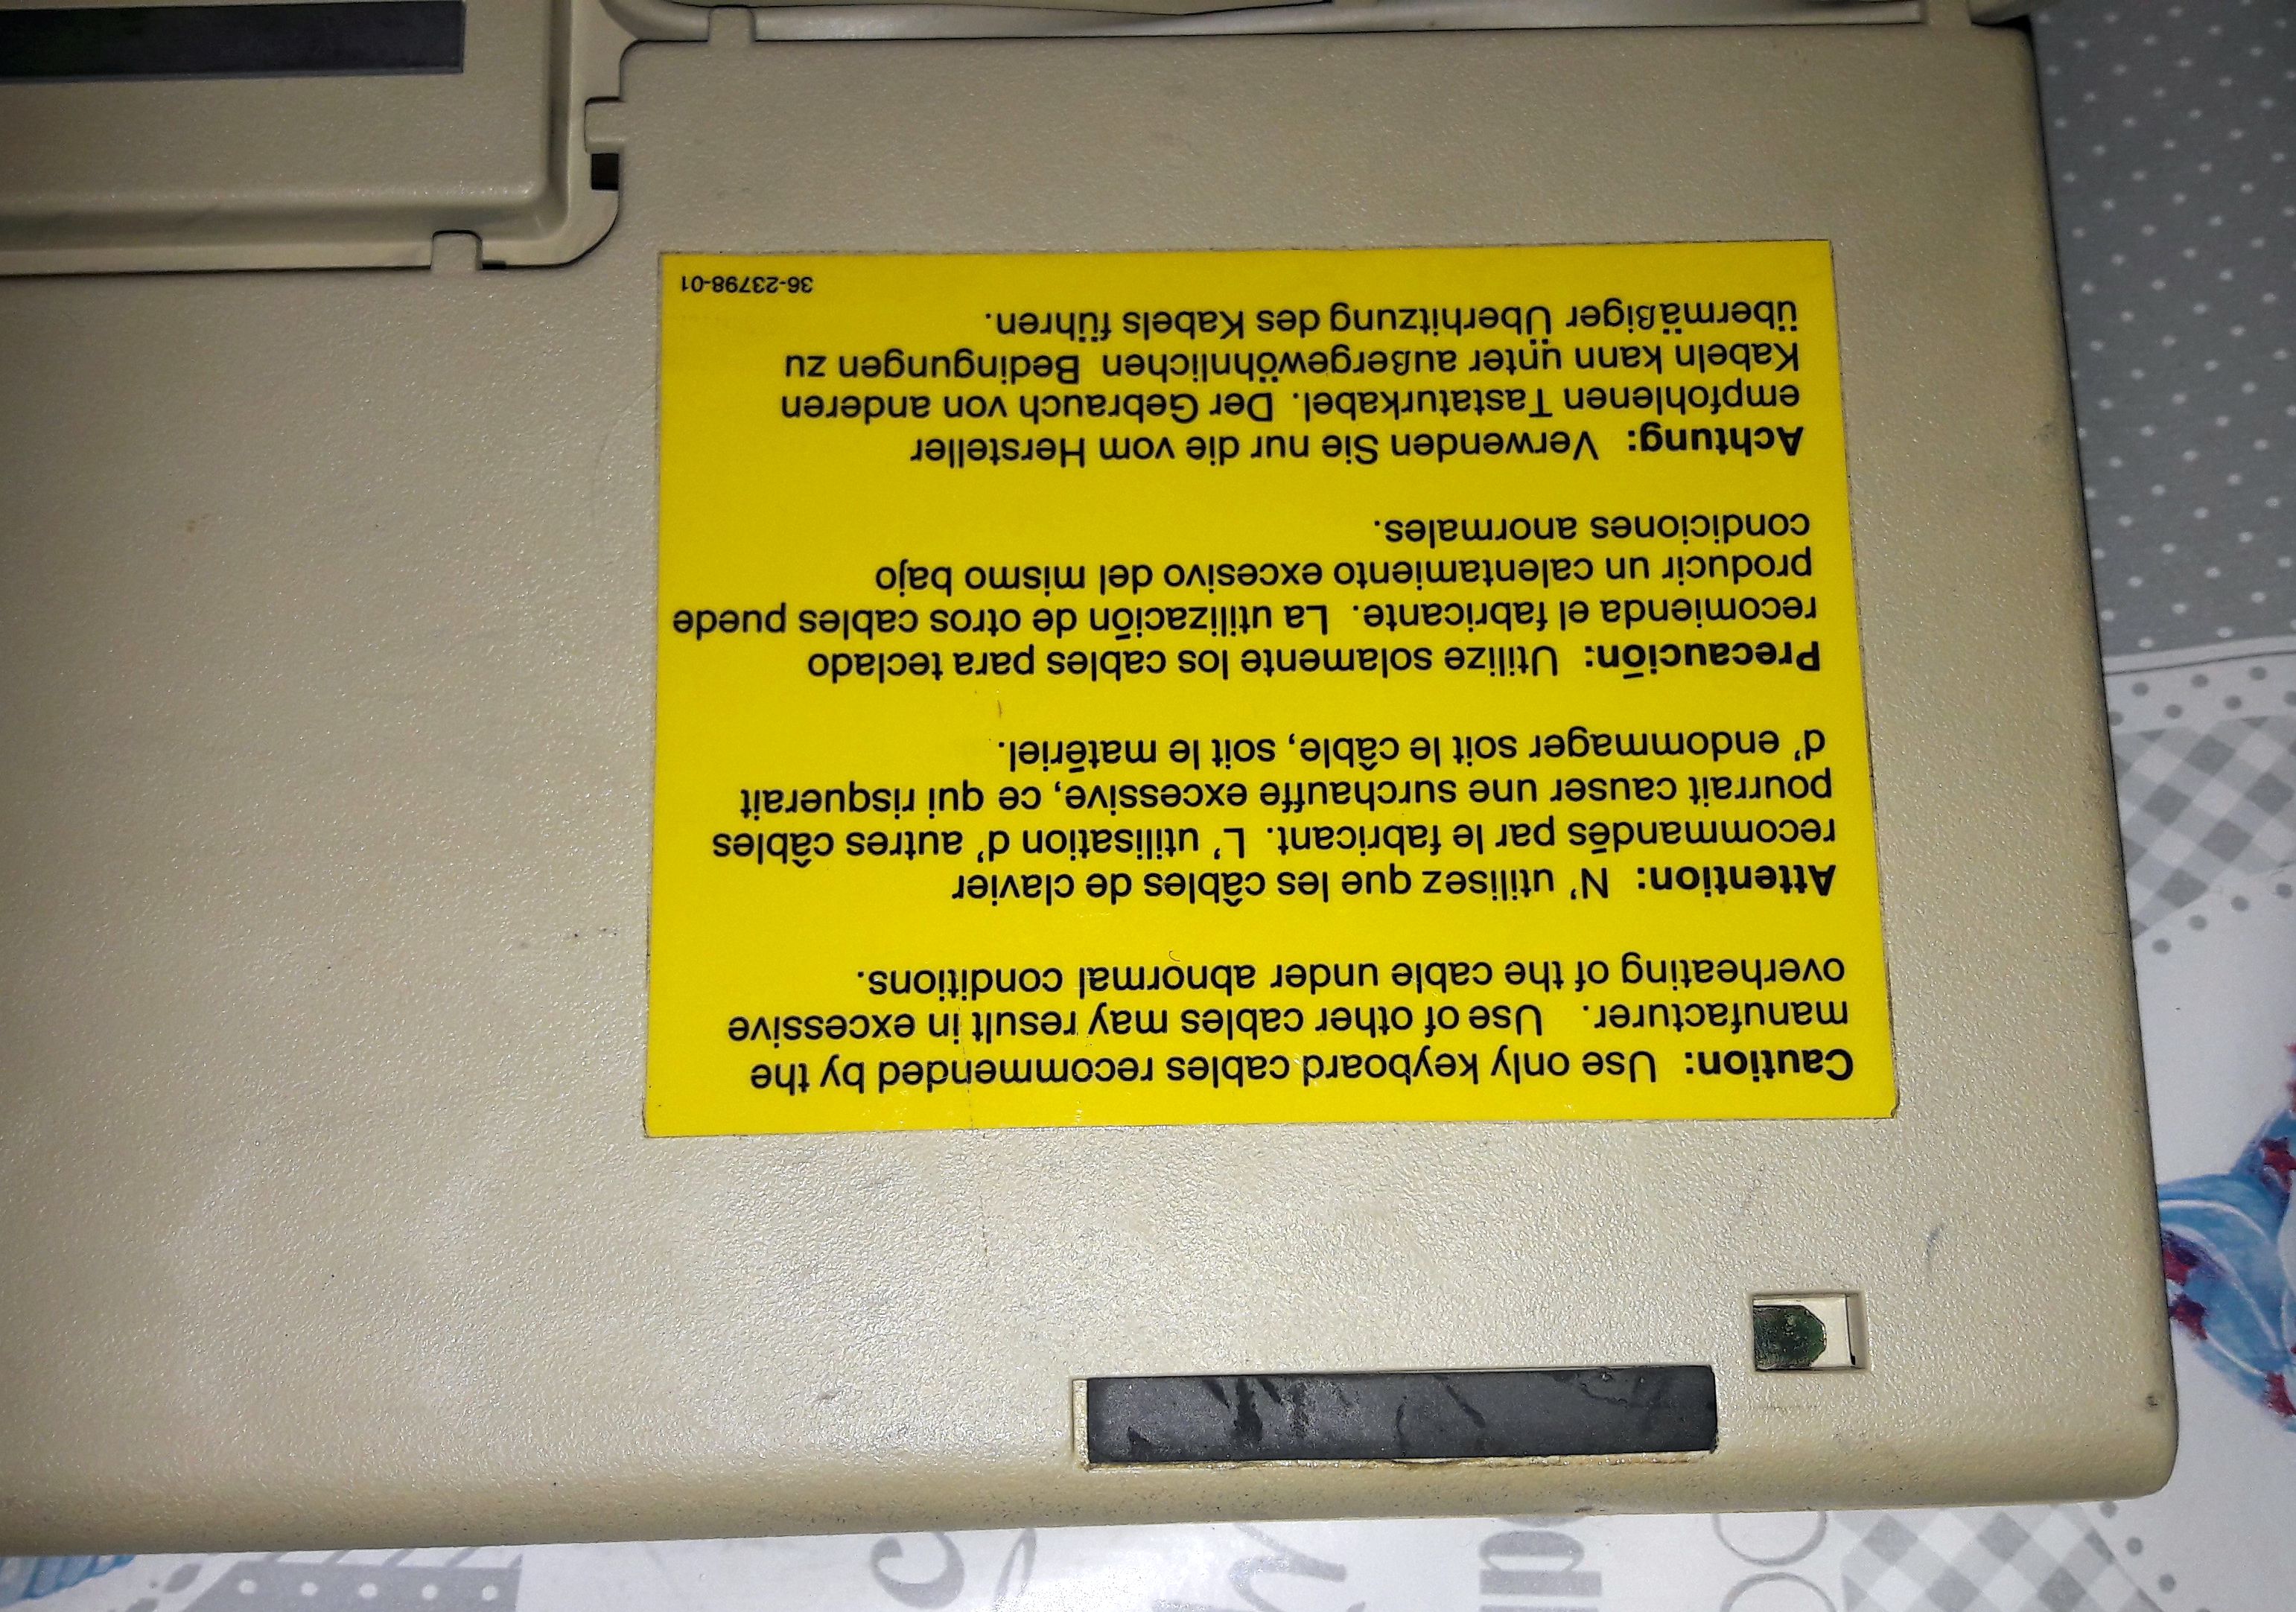 Caution: Use only keyboard cables recommended by the
manufacturer. Use of other cables may result in excessive
overheating of the cable under abnormal conditions.
Attention: N' utilisez que les câbles de clavier
recommandēs par le fabricant. L' utilisation d' autres câbles
pourrait causer une surchauffe excessive, ce qui risquerait
d' endommager soit le câble, soit le matēriel.
Precauciōn: Utilize solamente los cables para teclado
recomienda el fabricante. La utilizaciōn de otros cables puede
producir un calentamiento excesivo del mismo bajo
condiciones anormales.
Achtung: Verwenden Sie nur die vom Hersteller
empfohlenen Tastaturkabel. Der Gebrauch von anderen
Kabeln kann unter außergewöhnlichen Bedingungen zu
übermäßiger Überhitzung des Kabels führen.
36-23798-01